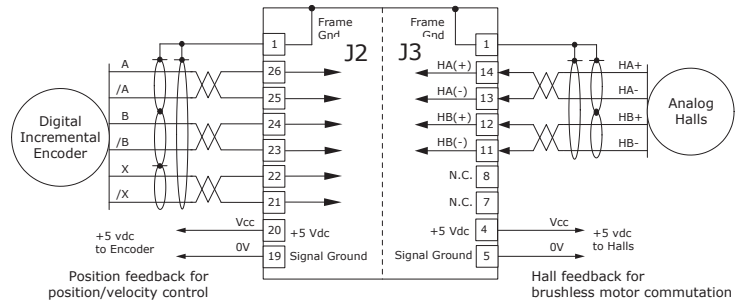 Frame
Gnd
Frame
Gnd
J2
J3
1
1
A
26
HA(+)
14
HA+
/A
25
HA(-)
13
HA-
Digital
Incremental
Encoder
Analog
Halls
B
24
HB(+)
12
HB+
/B
23
HB(-)
11
HB-
X
22
N.C.
8
/X
21
N.C.
7
+5 vdc
to Encoder
Vcc
20
+5 Vdc
+5 Vdc
4
Vcc
+5 vdc
to Halls
0V
19
Signal Ground
Signal Ground
5
0V
Position feedback for
position/velocity control
Hall feedback for
brushless motor commutation